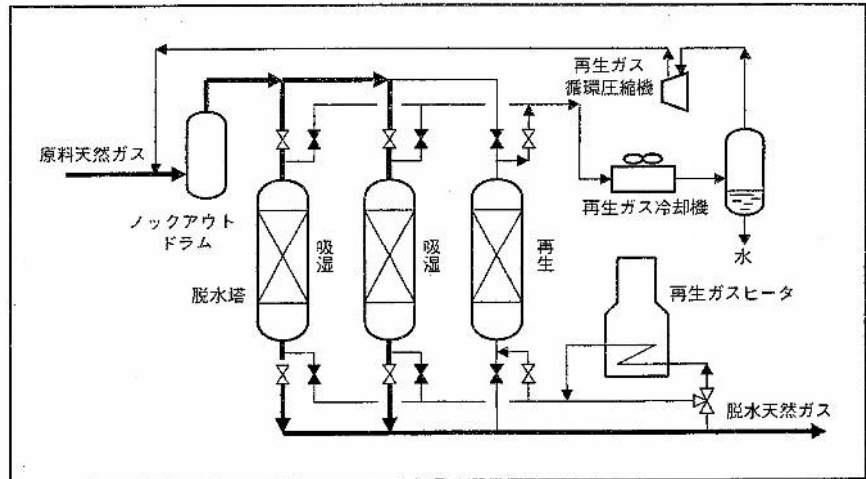 再生ガス
循環圧縮機
原料天然ガス
ノックアウト
ドラム
脱水塔
吸湿
吸湿
再生
再生ガス冷却機
水
再生ガスヒータ
脱水天然ガス